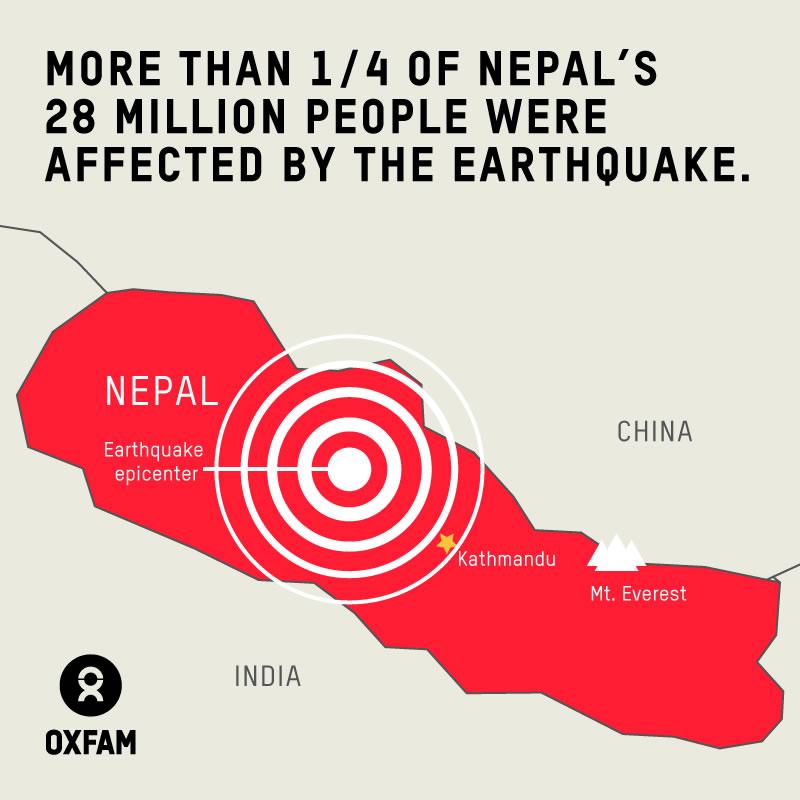 MORE THAN 1/4 OF NEPAL'S
28 MILLION PEOPLE WERE
AFFECTED BY THE EARTHQUAKE.
NEPAL
CHINA
Earthquake
epicenter
Kathmandu
Mt. Everest
INDIA
OXFAM